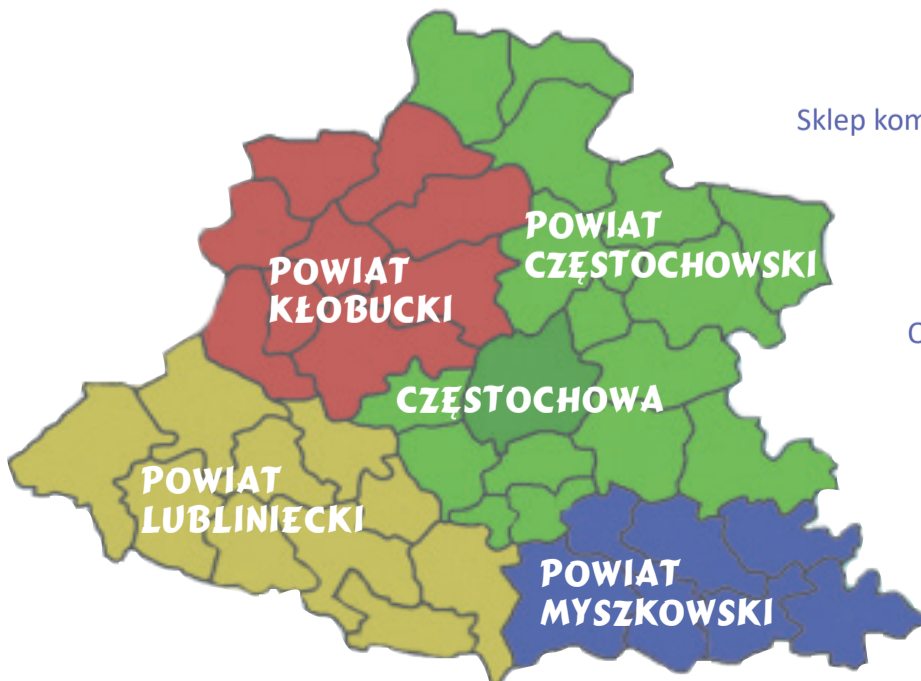 Sklep kom
POWIAT
CZĘSTOCHOWSKI
POWIAT
KŁOBUCKI
CZĘSTOCHOWA
POWIAT
LUBLINIECKI
POWIAT
MYSZKOWSKI